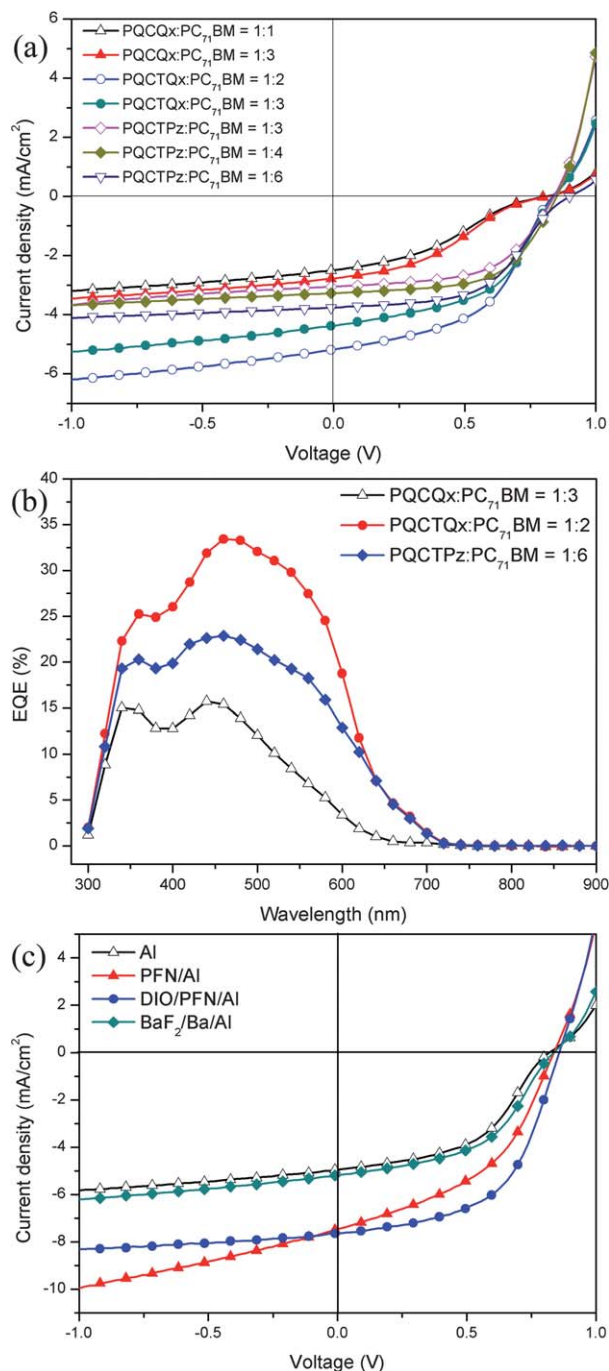 (a)
PQCQx:PC₇₁BM = 1:1
PQCQx:PC₇₁BM = 1:3
PQCTQx:PC₇₁BM = 1:2
PQCTQx:PC₇₁BM = 1:3
PQCTPz:PC₇₁BM = 1:3
PQCTPz:PC₇₁BM = 1:4
PQCTPz:PC₇₁BM = 1:6
Current density (mA/cm²)
6
4
2
0
-2
-4
-6
-1.0 -0.5 0.0 0.5 1.0
Voltage (V)
(b)
PQCQx:PC₇₁BM = 1:3
PQCTQx:PC₇₁BM = 1:2
PQCTPz:PC₇₁BM = 1:6
EQE (%)
40
35
30
25
20
15
10
5
0
300 400 500 600 700 800 900
Wavelength (nm)
(c)
Al
PFN/Al
DIO/PFN/Al
BaF₂/Ba/Al
Current density (mA/cm²)
4
2
0
-2
-4
-6
-8
-10
-1.0 -0.5 0.0 0.5 1.0
Voltage (V)